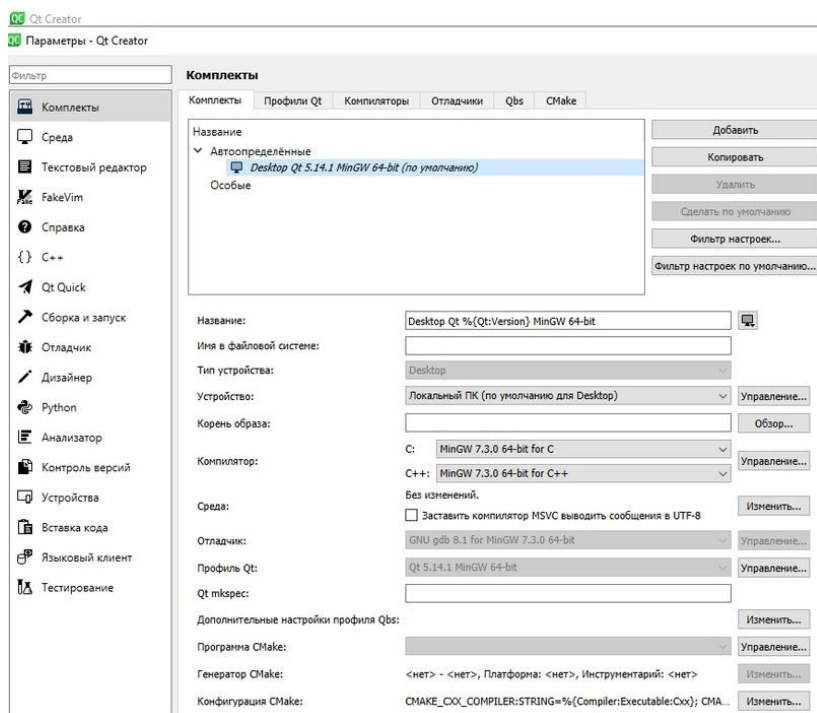 Qt Creator
Параметры - Qt Creator
Фильтр
Комплекты
Среда
Текстовый редактор
FakeVim
Справка
C++
Qt Quick
Сборка и запуск
Отладчик
Дизайнер
Python
Анализатор
Контроль версий
Устройства
Вставка кода
Языковый клиент
Тестирование
Комплекты
Комплекты Профили Qt Компиляторы Отладчики Qbs CMake
Название
Автоопределённые
Desktop Qt 5.14.1 MinGW 64-bit (по умолчанию)
Особые
Добавить
Копировать
Удалить
Сделать по умолчанию
Фильтр настроек...
Фильтр настроек по умолчанию...
Название: Desktop Qt %{Qt:Version} MinGW 64-bit
Имя в файловой системе:
Тип устройства: Desktop
Устройство: Локальный ПК (по умолчанию для Desktop) Управление...
Корень образа: Обзор...
Компилятор: C: MinGW 7.3.0 64-bit for C
C++: MinGW 7.3.0 64-bit for C++ Управление...
Среда: Без изменений. Изменить...
Заставить компилятор MSVC выводить сообщения в UTF-8
Отладчик: GNU gdb 8.1 for MinGW 7.3.0 64-bit Управление...
Профиль Qt: Qt 5.14.1 MinGW 64-bit Управление...
Qt mkspec:
Дополнительные настройки профиля Qbs: Изменить...
Программа CMake: Управление...
Генератор CMake: <нет> - <нет>, Платформа: <нет>, Инструментарий: <нет> Изменить...
Конфигурация CMake: CMAKE_CXX_COMPILER:STRING=%{Compiler:Executable:Cxx}; CMA... Изменить...